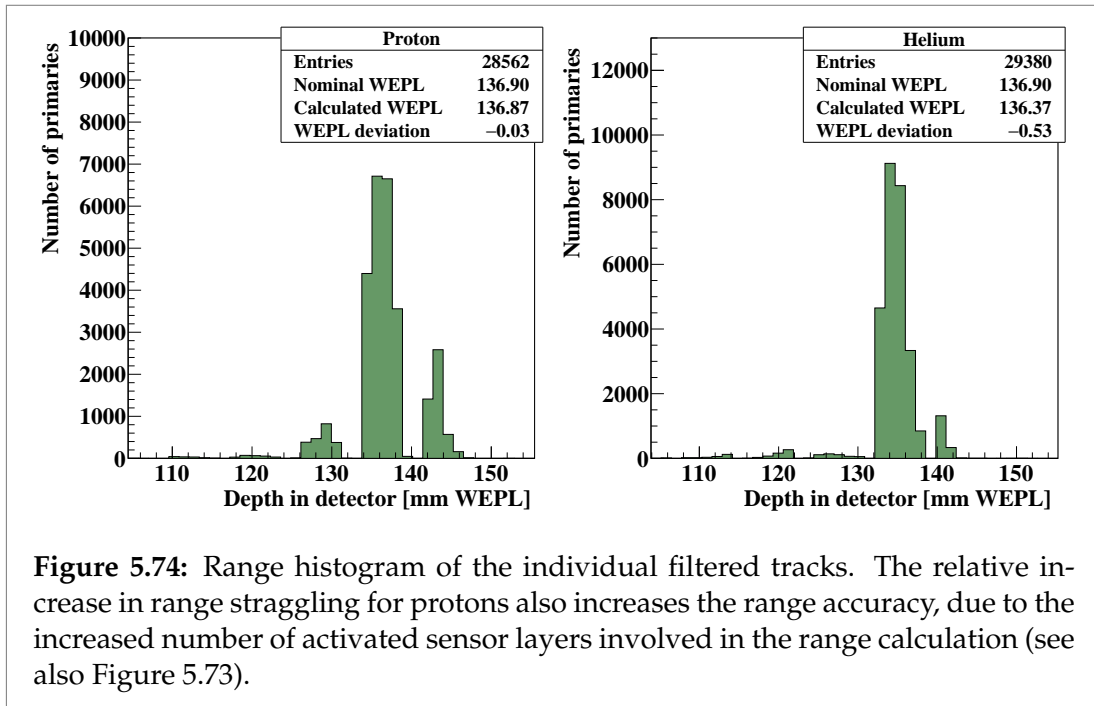 Number of primaries
10000
9000
8000
7000
6000
5000
4000
3000
2000
1000
0
110 120 130 140 150
Depth in detector [mm WEPL]
Proton
Entries 28562
Nominal WEPL 136.90
Calculated WEPL 136.87
WEPL deviation −0.03
Number of primaries
12000
10000
8000
6000
4000
2000
0
110 120 130 140 150
Depth in detector [mm WEPL]
Helium
Entries 29380
Nominal WEPL 136.90
Calculated WEPL 136.37
WEPL deviation −0.53
Figure 5.74: Range histogram of the individual filtered tracks. The relative in-
crease in range straggling for protons also increases the range accuracy, due to the
increased number of activated sensor layers involved in the range calculation (see
also Figure 5.73).